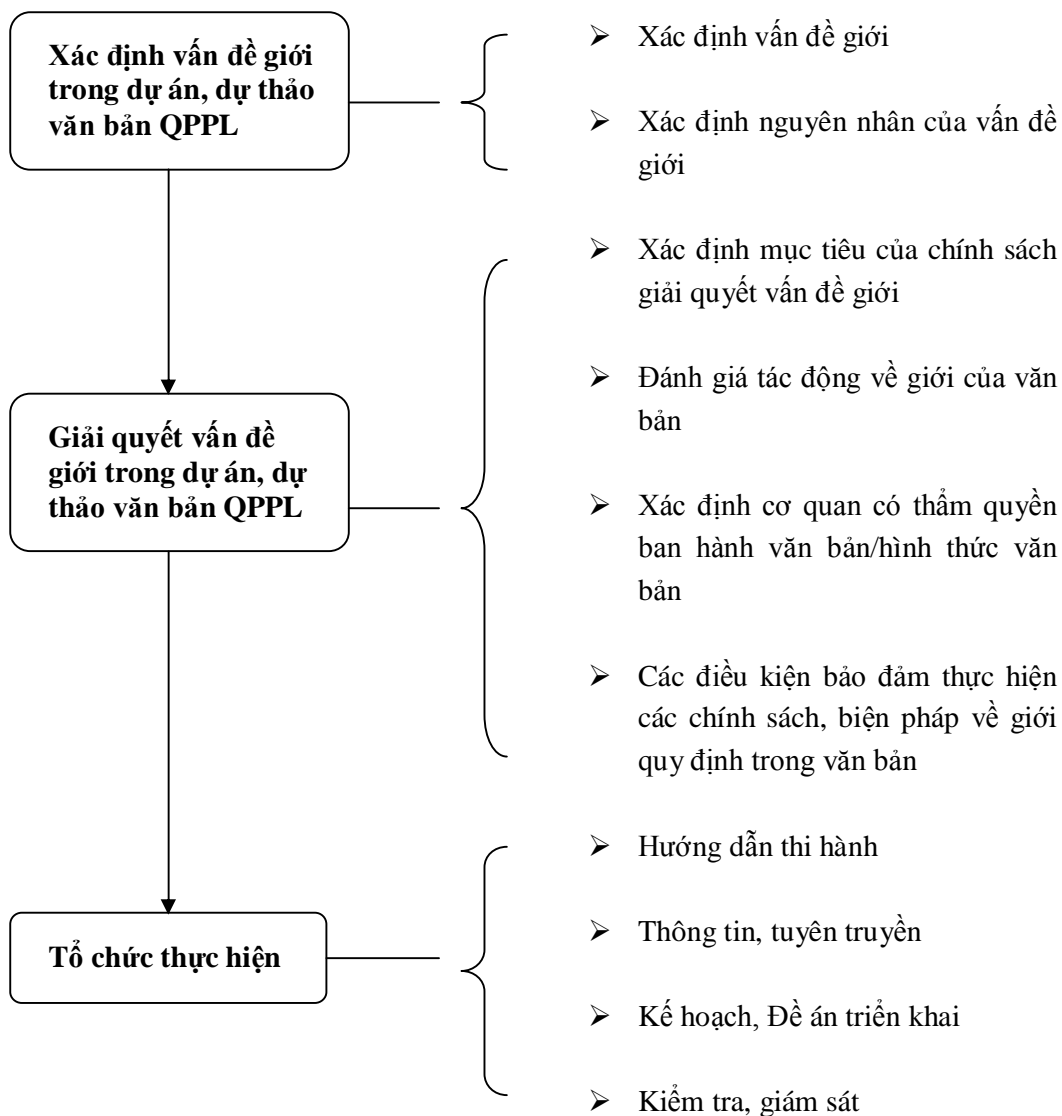 Xác định vấn đề giới
trong dự án, dự thảo
văn bản QPPL
➢ Xác định vấn đề giới
➢ Xác định nguyên nhân của vấn đề
giới
Giải quyết vấn đề
giới trong dự án, dự
thảo văn bản QPPL
➢ Xác định mục tiêu của chính sách
giải quyết vấn đề giới
➢ Đánh giá tác động về giới của văn
bản
➢ Xác định cơ quan có thẩm quyền
ban hành văn bản/hình thức văn
bản
➢ Các điều kiện bảo đảm thực hiện
các chính sách, biện pháp về giới
quy định trong văn bản
Tổ chức thực hiện
➢ Hướng dẫn thi hành
➢ Thông tin, tuyên truyền
➢ Kế hoạch, Đề án triển khai
➢ Kiểm tra, giám sát